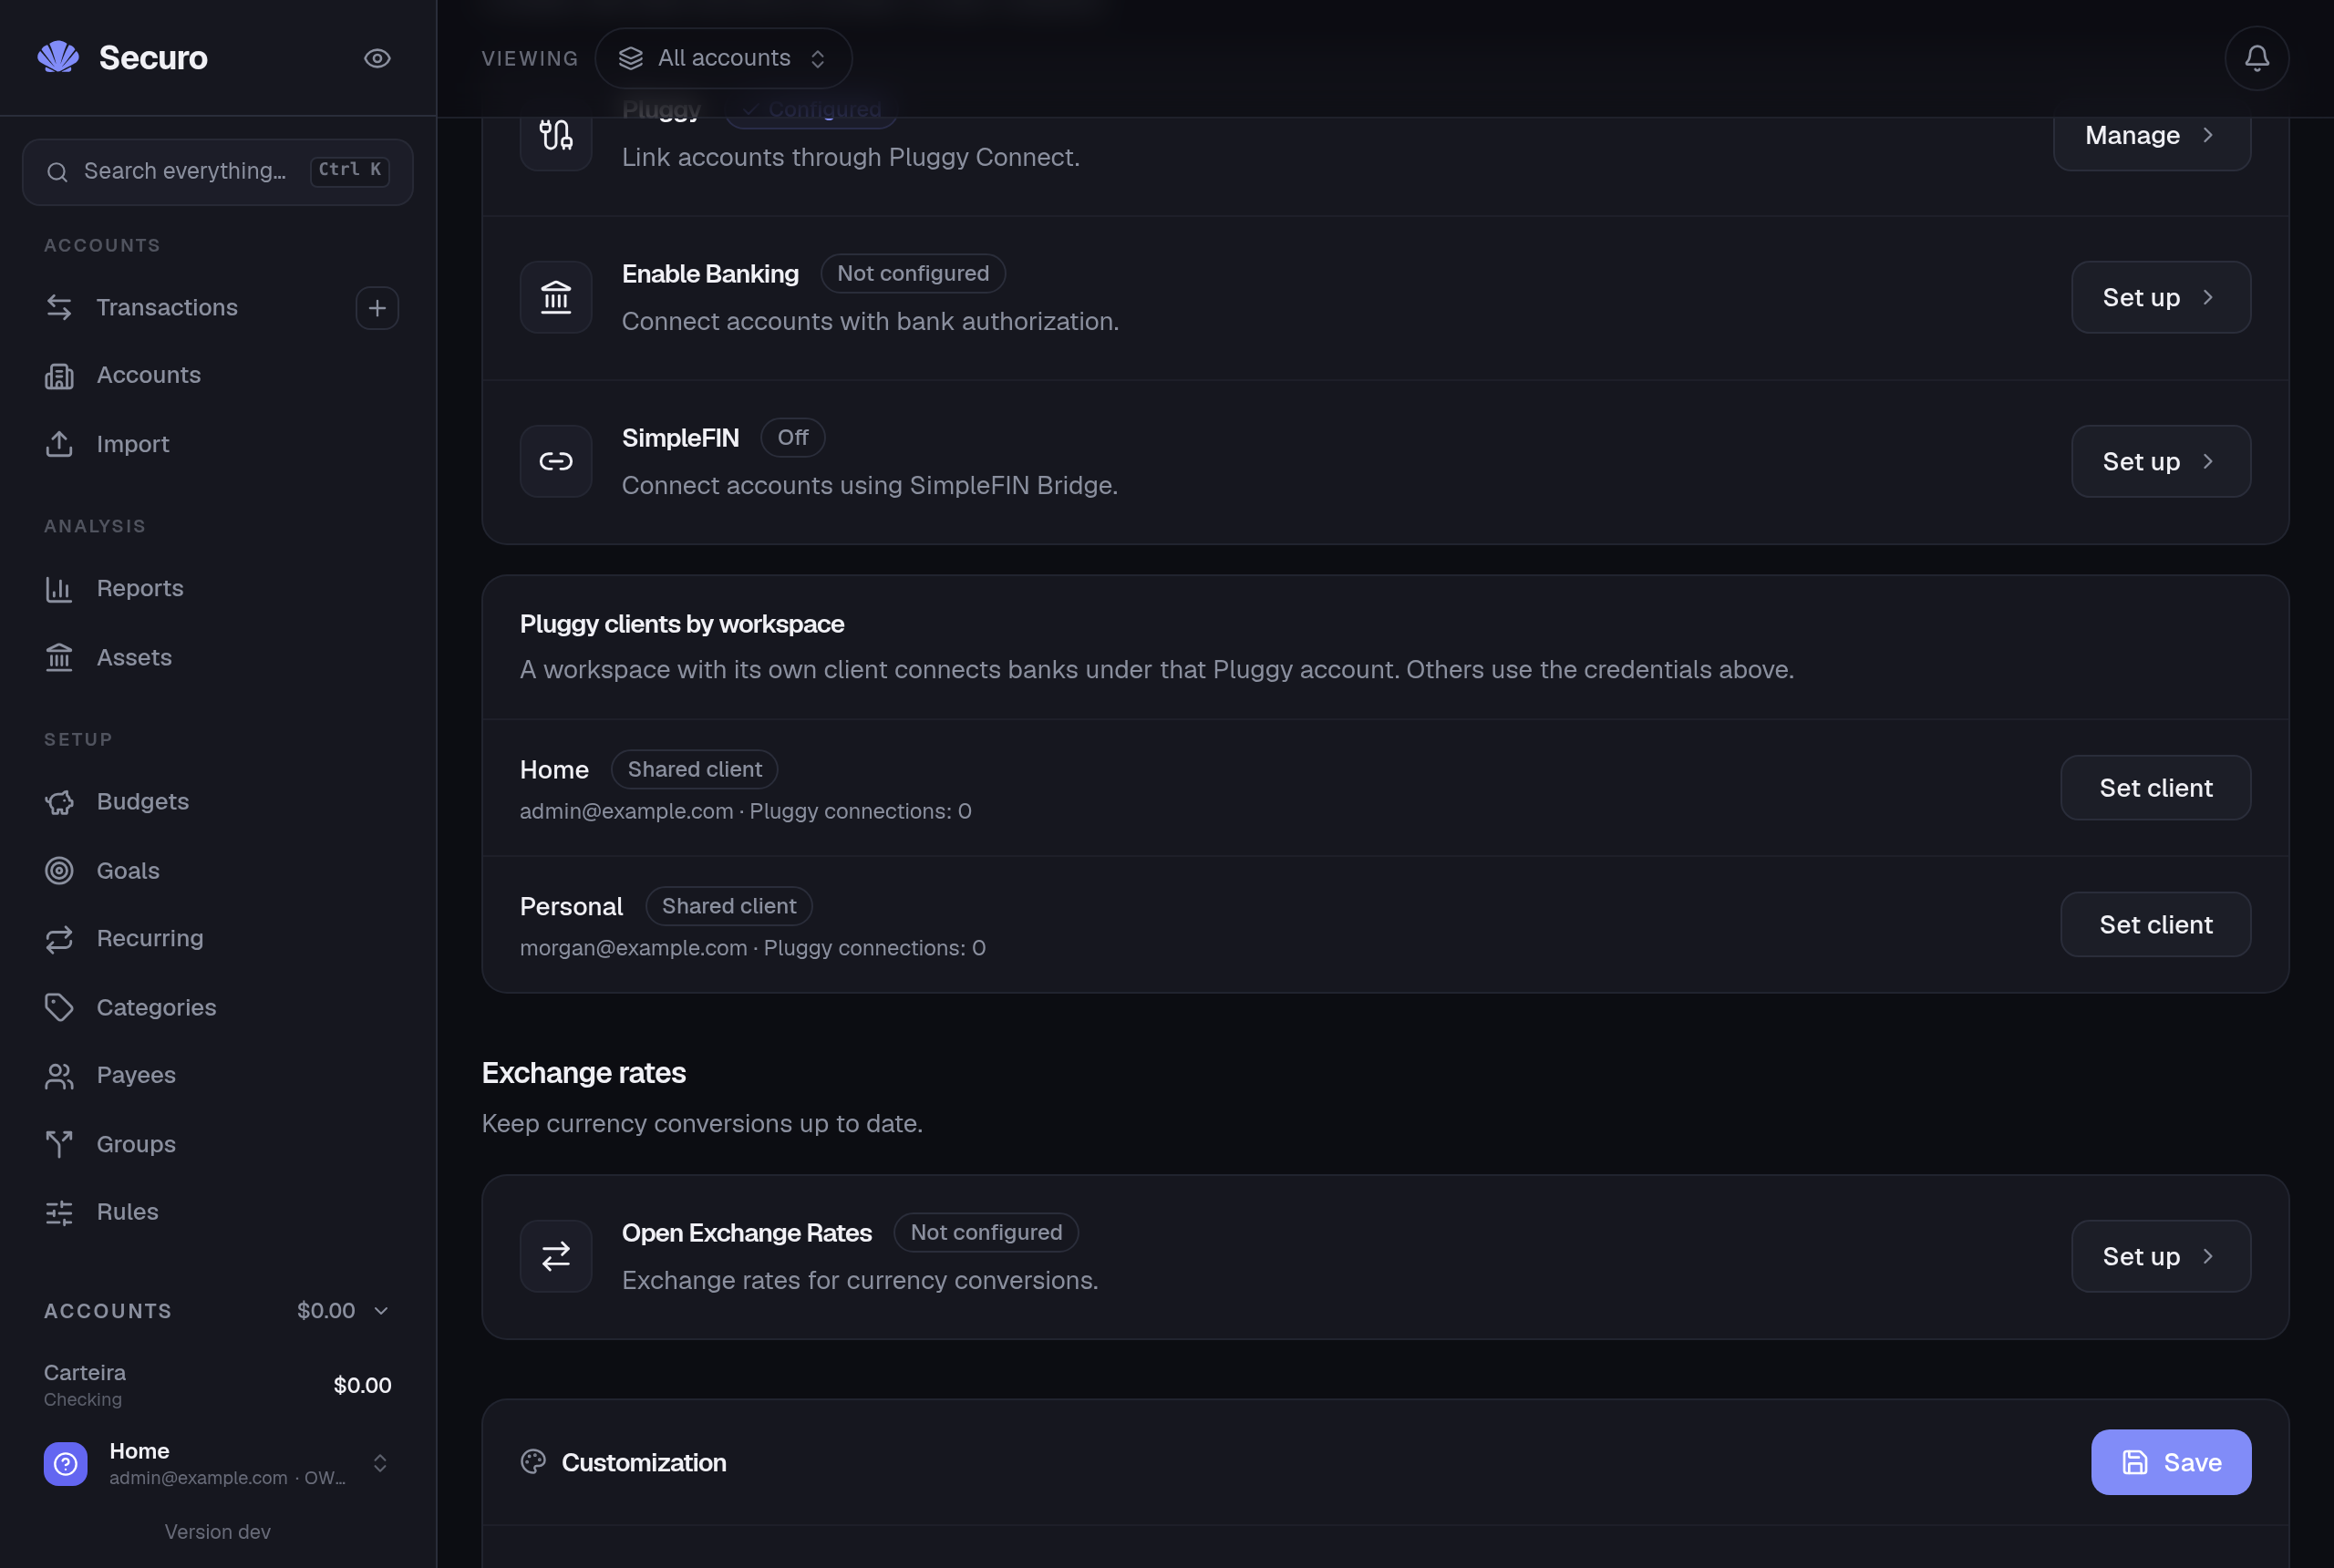 Securo
Search everything... Ctrl K
ACCOUNTS
Transactions
Accounts
Import
ANALYSIS
Reports
Assets
SETUP
Budgets
Goals
Recurring
Categories
Payees
Groups
Rules
ACCOUNTS $0.00
Carteira
Checking
$0.00
Home
admin@example.com · OW...
Version dev
VIEWING All accounts
Pluggy Configured
Link accounts through Pluggy Connect.
Manage
Enable Banking Not configured
Connect accounts with bank authorization.
Set up
SimpleFIN Off
Connect accounts using SimpleFIN Bridge.
Set up
Pluggy clients by workspace
A workspace with its own client connects banks under that Pluggy account. Others use the credentials above.
Home Shared client
admin@example.com · Pluggy connections: 0
Set client
Personal Shared client
morgan@example.com · Pluggy connections: 0
Set client
Exchange rates
Keep currency conversions up to date.
Open Exchange Rates Not configured
Exchange rates for currency conversions.
Set up
Customization
Save